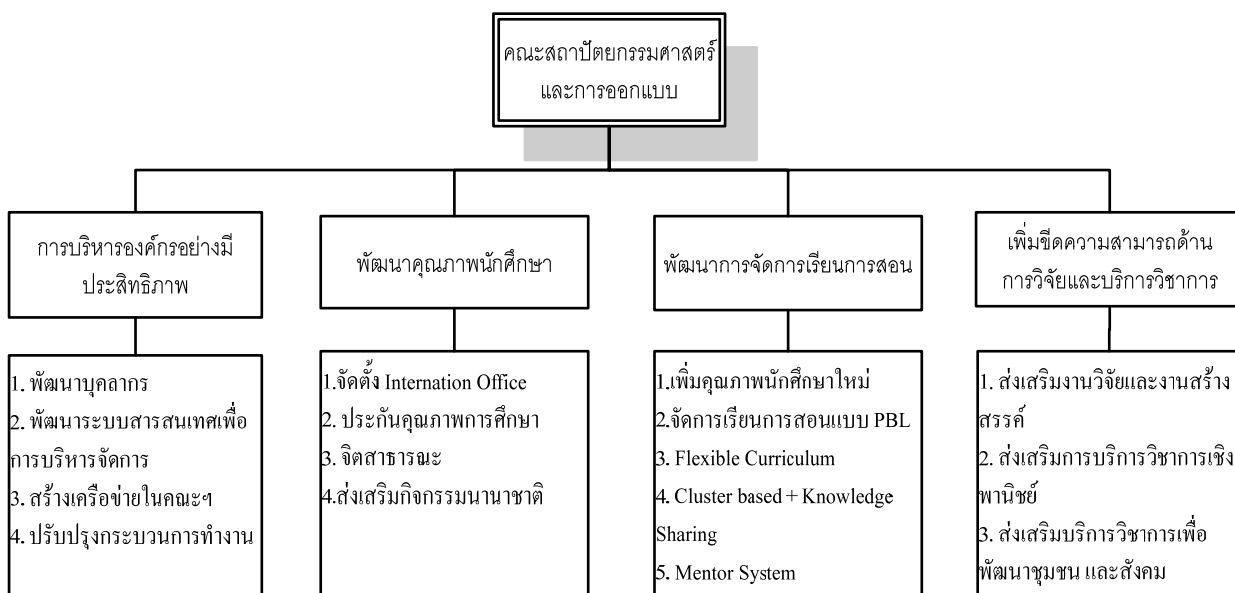 คณะสถาปัตยกรรมศาสตร์
และการออกแบบ
การบริหารองค์กรอย่างมี
ประสิทธิภาพ
พัฒนาคุณภาพนักศึกษา
พัฒนาการจัดการเรียนการสอน
เพิ่มขีดความสามารถด้าน
การวิจัยและบริการวิชาการ
1. พัฒนาบุคลากร
2. พัฒนาระบบสารสนเทศเพื่อ
การบริหารจัดการ
3. สร้างเครือข่ายในคณะฯ
4. ปรับปรุงกระบวนการทำงาน
1.จัดตั้ง Internation Office
2. ประกันคุณภาพการศึกษา
3. จิตสาธารณะ
4.ส่งเสริมกิจกรรมนานาชาติ
1.เพิ่มคุณภาพนักศึกษาใหม่
2.จัดการเรียนการสอนแบบ PBL
3. Flexible Curriculum
4. Cluster based + Knowledge
Sharing
5. Mentor System
1. ส่งเสริมงานวิจัยและงานสร้าง
สรรค์
2. ส่งเสริมการบริการวิชาการเชิง
พานิชย์
3. ส่งเสริมบริการวิชาการเพื่อ
พัฒนาชุมชน และสังคม